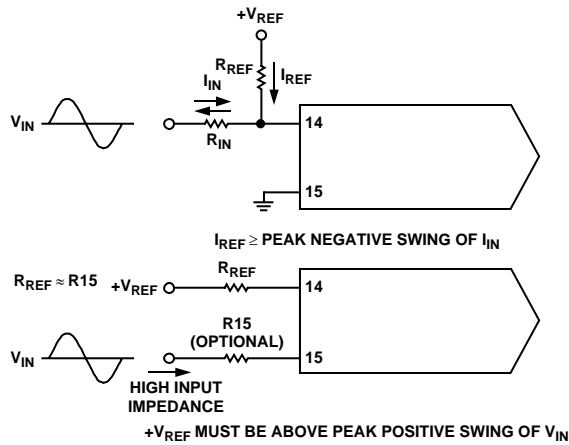 +VREF
RREF
IREF
IIN
VIN
RIN
14
15
IREF ≥ PEAK NEGATIVE SWING OF IIN
RREF ≈ R15
+VREF
RREF
14
R15
(OPTIONAL)
VIN
15
HIGH INPUT
IMPEDANCE
+VREF MUST BE ABOVE PEAK POSITIVE SWING OF VIN